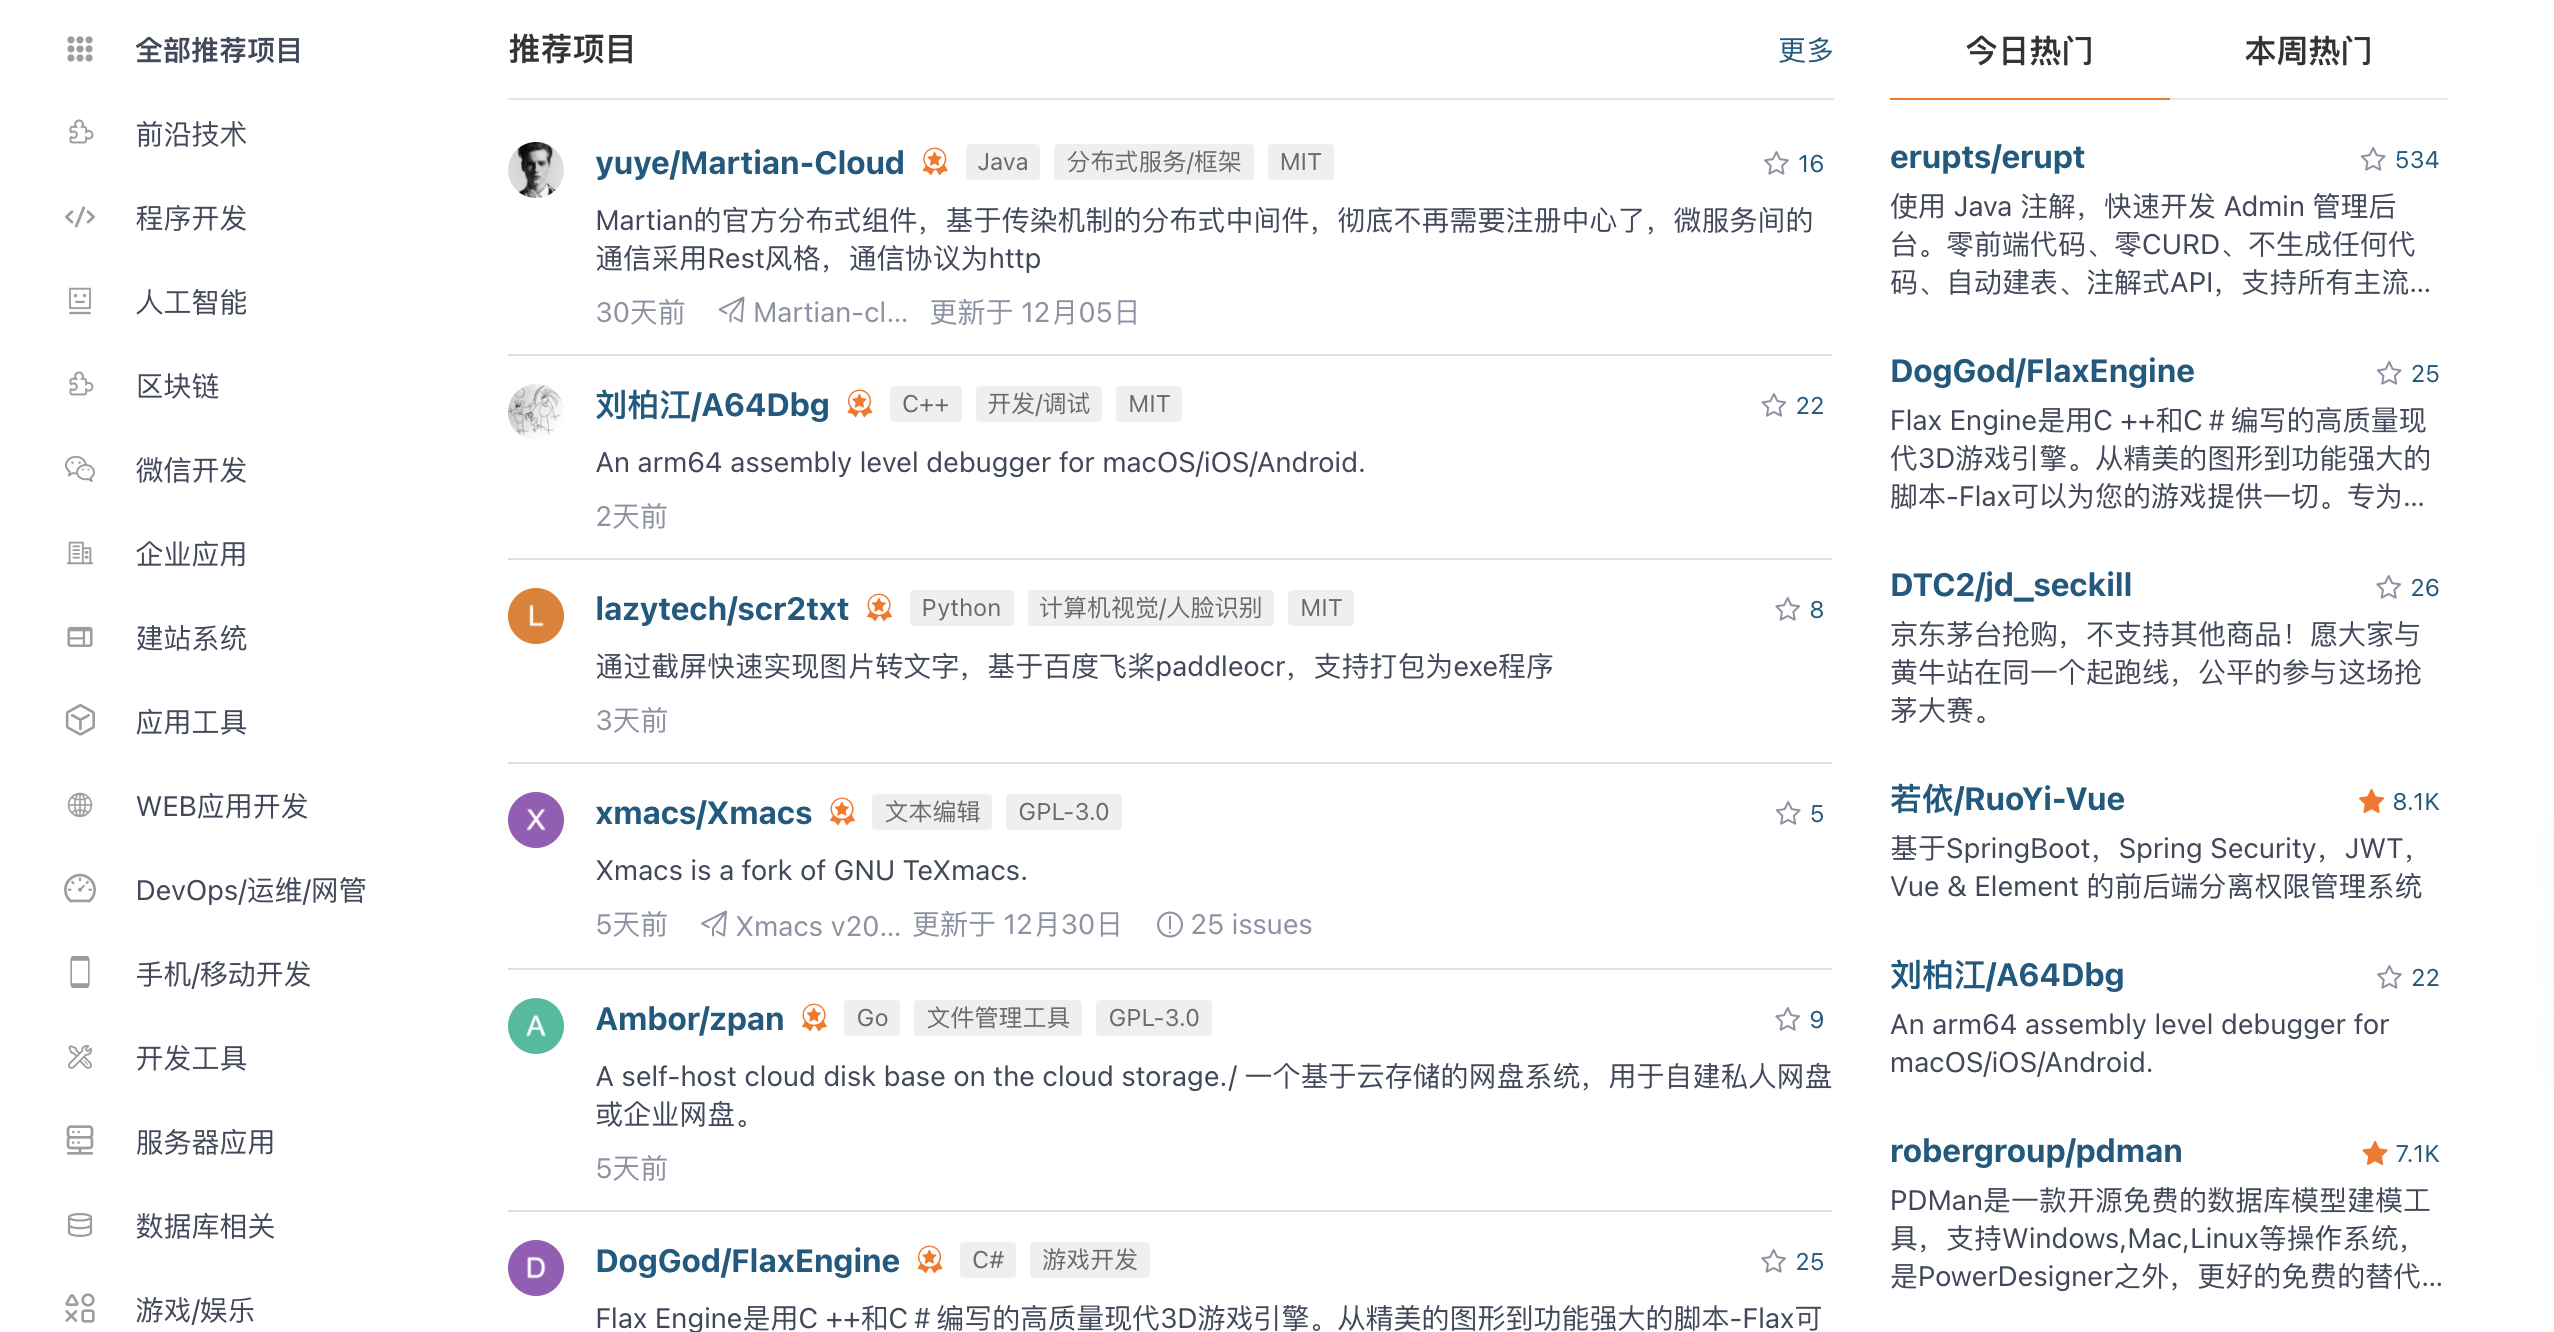 全部推荐项目
前沿技术
程序开发
人工智能
区块链
微信开发
企业应用
建站系统
应用工具
WEB应用开发
DevOps/运维/网管
手机/移动开发
开发工具
服务器应用
数据库相关
游戏/娱乐
推荐项目 更多
yuye/Martian-Cloud Java 分布式服务/框架 MIT 16
Martian的官方分布式组件，基于传染机制的分布式中间件，彻底不再需要注册中心了，微服务间的
通信采用Rest风格，通信协议为http
30天前 Martian-cl... 更新于 12月05日
刘柏江/A64Dbg C++ 开发/调试 MIT 22
An arm64 assembly level debugger for macOS/iOS/Android.
2天前
L lazytech/scr2txt Python 计算机视觉/人脸识别 MIT 8
通过截屏快速实现图片转文字，基于百度飞桨paddleocr，支持打包为exe程序
3天前
X xmacs/Xmacs 文本编辑 GPL-3.0 5
Xmacs is a fork of GNU TeXmacs.
5天前 Xmacs v20... 更新于 12月30日 25 issues
A Ambor/zpan Go 文件管理工具 GPL-3.0 9
A self-host cloud disk base on the cloud storage./ 一个基于云存储的网盘系统，用于自建私人网盘
或企业网盘。
5天前
D DogGod/FlaxEngine C# 游戏开发 25
Flax Engine是用C ++和C＃编写的高质量现代3D游戏引擎。从精美的图形到功能强大的脚本-Flax可
今日热门 本周热门
erupts/erupt 534
使用 Java 注解，快速开发 Admin 管理后
台。零前端代码、零CURD、不生成任何代
码、自动建表、注解式API，支持所有主流...
DogGod/FlaxEngine 25
Flax Engine是用C ++和C＃编写的高质量现
代3D游戏引擎。从精美的图形到功能强大的
脚本-Flax可以为您的游戏提供一切。专为...
DTC2/jd_seckill 26
京东茅台抢购，不支持其他商品！愿大家与
黄牛站在同一个起跑线，公平的参与这场抢
茅大赛。
若依/RuoYi-Vue 8.1K
基于SpringBoot，Spring Security，JWT，
Vue & Element 的前后端分离权限管理系统
刘柏江/A64Dbg 22
An arm64 assembly level debugger for
macOS/iOS/Android.
robergroup/pdman 7.1K
PDMan是一款开源免费的数据库模型建模工
具，支持Windows,Mac,Linux等操作系统，
是PowerDesigner之外，更好的免费的替代...